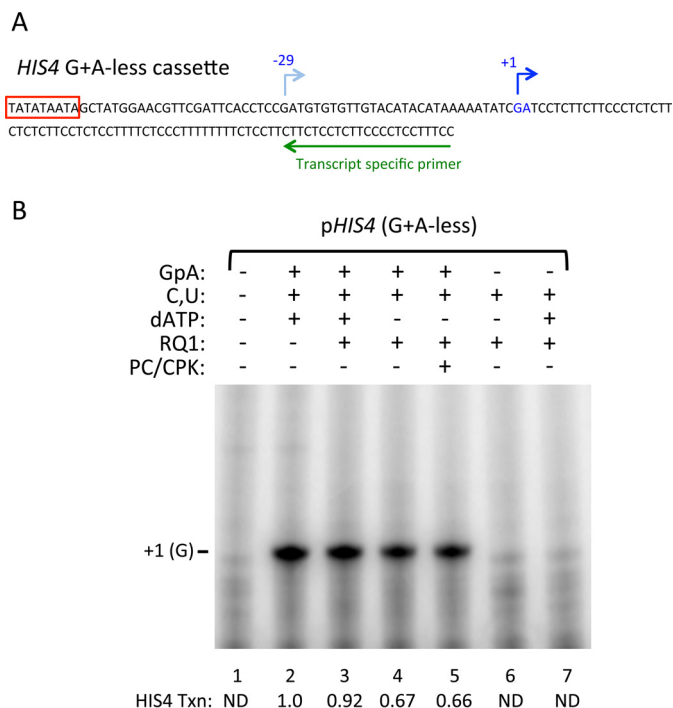 A
HIS4 G+A-less cassette
-29
+1
TATATAATAGCTATGGAACGTTCGATTCACCTCCGATGTGTGTTGTACATACATAAAAATATCGATCCTCTTCTTCCCTCTCTT
CTCTCTTCCTCTCCTTTTCTCCCTTTTTTTTCTCCTTCTTCTCCTCTTCCCCTCCTTTCC
Transcript specific primer
B
pHIS4 (G+A-less)
GpA: - + + + + - -
C,U: - + + + + + +
dATP: - + + - - - +
RQ1: - - + + + + +
PC/CPK: - - - - + - -
+1 (G)
1 2 3 4 5 6 7
HIS4 Txn: ND 1.0 0.92 0.67 0.66 ND ND